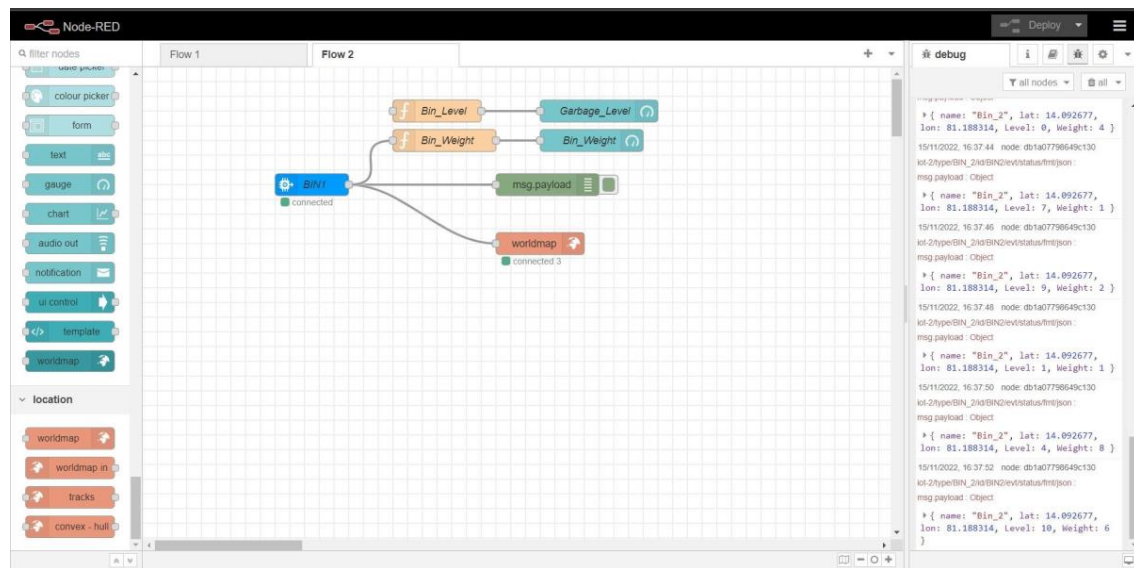 Node-RED
Deploy
filter nodes
date picker
colour picker
form
text
abc
gauge
chart
audio out
notification
ui control
template
worldmap
location
worldmap
worldmap in
tracks
convex - hull
Flow 1
Flow 2
Bin_Level
Garbage_Level
Bin_Weight
Bin_Weight
BIN1
connected
msg.payload
worldmap
connected 3
debug
all nodes
all
msg.payload : Object
{ name: "Bin_2", lat: 14.092677,
lon: 81.188314, Level: 0, Weight: 4 }
15/11/2022, 16:37:44 node: db1a07798649c130
iot-2/type/BIN_2/id/BIN2/evt/status/fmt/json :
msg.payload : Object
{ name: "Bin_2", lat: 14.092677,
lon: 81.188314, Level: 7, Weight: 1 }
15/11/2022, 16:37:46 node: db1a07798649c130
iot-2/type/BIN_2/id/BIN2/evt/status/fmt/json :
msg.payload : Object
{ name: "Bin_2", lat: 14.092677,
lon: 81.188314, Level: 9, Weight: 2 }
15/11/2022, 16:37:48 node: db1a07798649c130
iot-2/type/BIN_2/id/BIN2/evt/status/fmt/json :
msg.payload : Object
{ name: "Bin_2", lat: 14.092677,
lon: 81.188314, Level: 1, Weight: 1 }
15/11/2022, 16:37:50 node: db1a07798649c130
iot-2/type/BIN_2/id/BIN2/evt/status/fmt/json :
msg.payload : Object
{ name: "Bin_2", lat: 14.092677,
lon: 81.188314, Level: 4, Weight: 8 }
15/11/2022, 16:37:52 node: db1a07798649c130
iot-2/type/BIN_2/id/BIN2/evt/status/fmt/json :
msg.payload : Object
{ name: "Bin_2", lat: 14.092677,
lon: 81.188314, Level: 10, Weight: 6
}